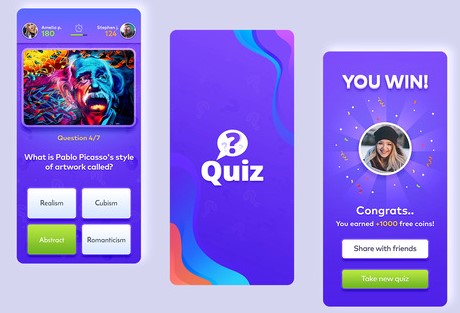 Amelia p.
180
Stephen j
124
Question 4/7
What is Pablo Picasso's style
of artwork called?
Realism
Cubism
Abstract
Romanticism
?
Quiz
YOU WIN!
Congrats..
You earned +1000 free coins!
Share with friends
Take new quiz